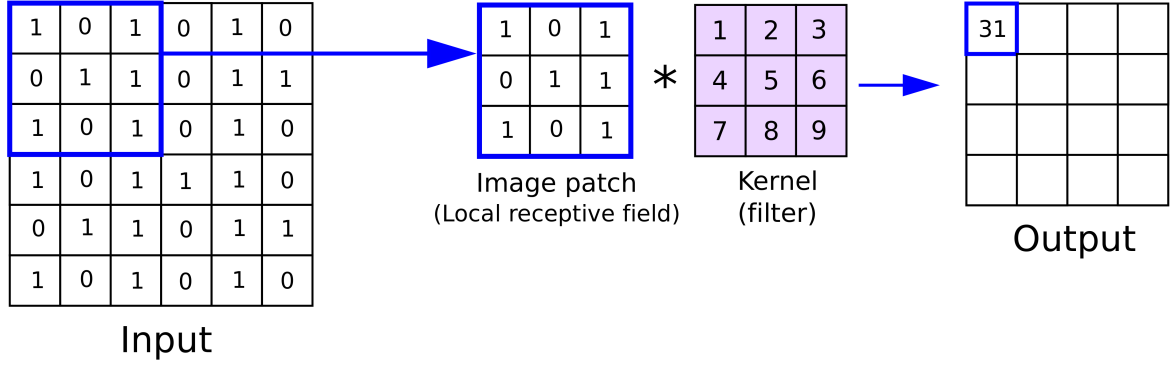 1 0 1 0 1 0
0 1 1 0 1 1
1 0 1 0 1 0
1 0 1 1 1 0
0 1 1 0 1 1
1 0 1 0 1 0
Input
1 0 1
0 1 1
1 0 1
Image patch
(Local receptive field)
*
1 2 3
4 5 6
7 8 9
Kernel
(filter)
31
Output